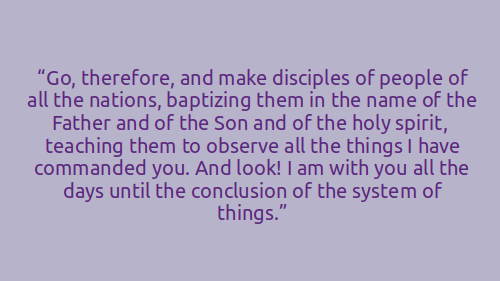 “Go, therefore, and make disciples of people of
all the nations, baptizing them in the name of the
Father and of the Son and of the holy spirit,
teaching them to observe all the things I have
commanded you. And look! I am with you all the
days until the conclusion of the system of
things.”